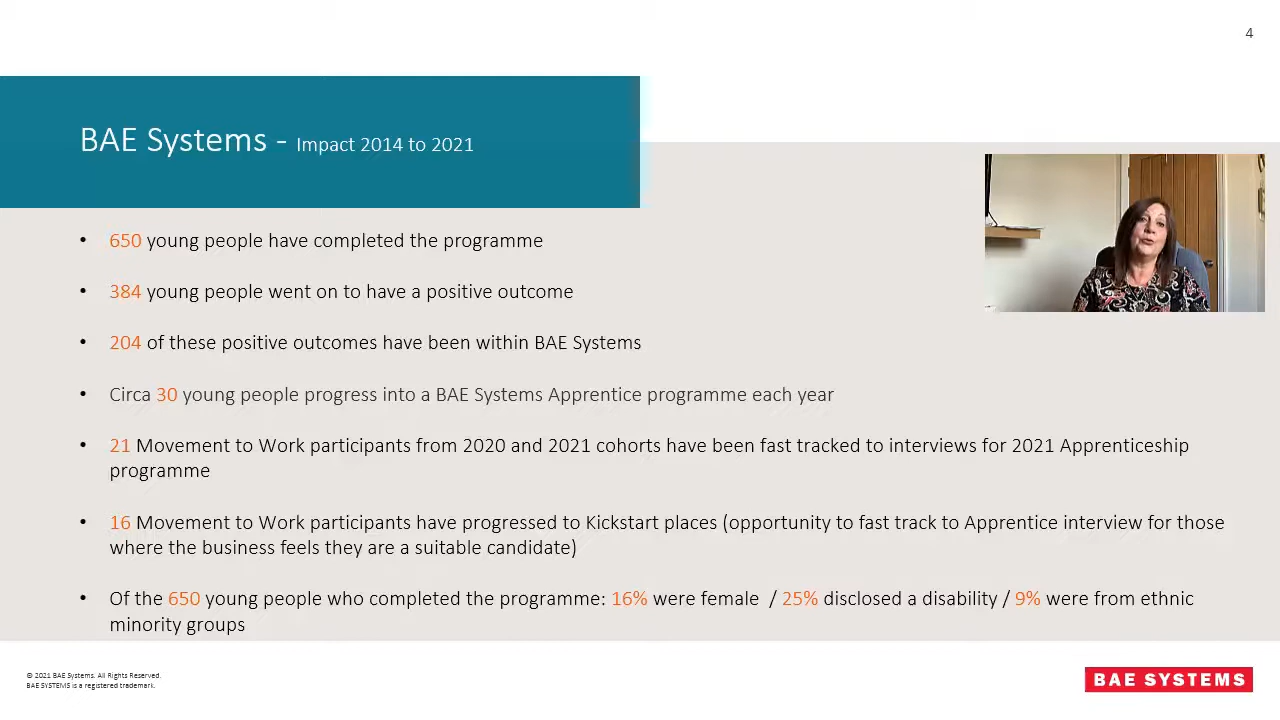 4
BAE Systems - Impact 2014 to 2021
• 650 young people have completed the programme
• 384 young people went on to have a positive outcome
• 204 of these positive outcomes have been within BAE Systems
• Circa 30 young people progress into a BAE Systems Apprentice programme each year
• 21 Movement to Work participants from 2020 and 2021 cohorts have been fast tracked to interviews for 2021 Apprenticeship
programme
• 16 Movement to Work participants have progressed to Kickstart places (opportunity to fast track to Apprentice interview for those
where the business feels they are a suitable candidate)
• Of the 650 young people who completed the programme: 16% were female / 25% disclosed a disability / 9% were from ethnic
minority groups
© 2021 BAE Systems. All Rights Reserved.
BAE SYSTEMS is a registered trademark.
BAE SYSTEMS